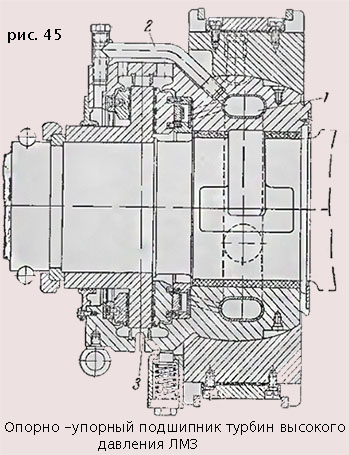 рис. 45
2
1
3
Опорно –упорный подшипник турбин высокого
давления ЛМЗ